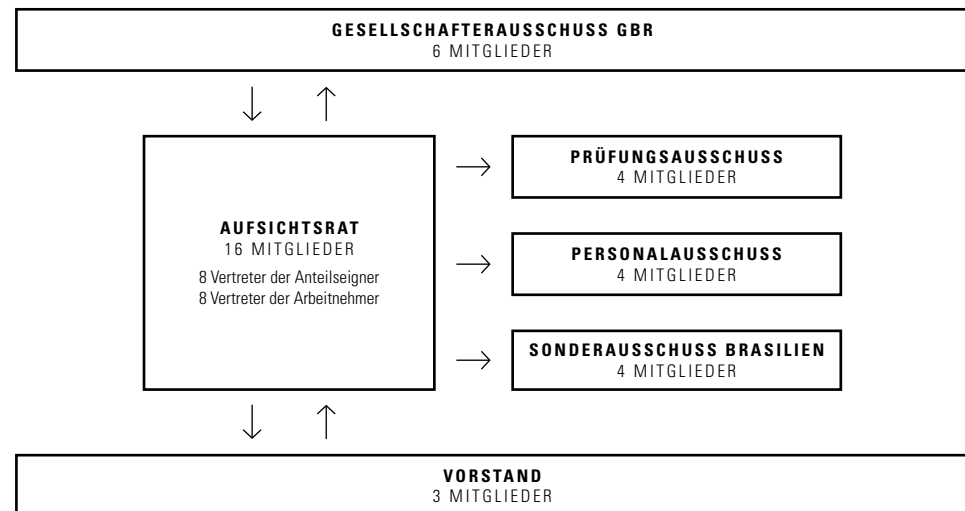 GESELLSCHAFTERAUSSCHUSS GBR
6 MITGLIEDER
AUFSICHTSRAT
16 MITGLIEDER
8 Vertreter der Anteilseigner
8 Vertreter der Arbeitnehmer
PRÜFUNGSAUSSCHUSS
4 MITGLIEDER
PERSONALAUSSCHUSS
4 MITGLIEDER
SONDERAUSSCHUSS BRASILIEN
4 MITGLIEDER
VORSTAND
3 MITGLIEDER